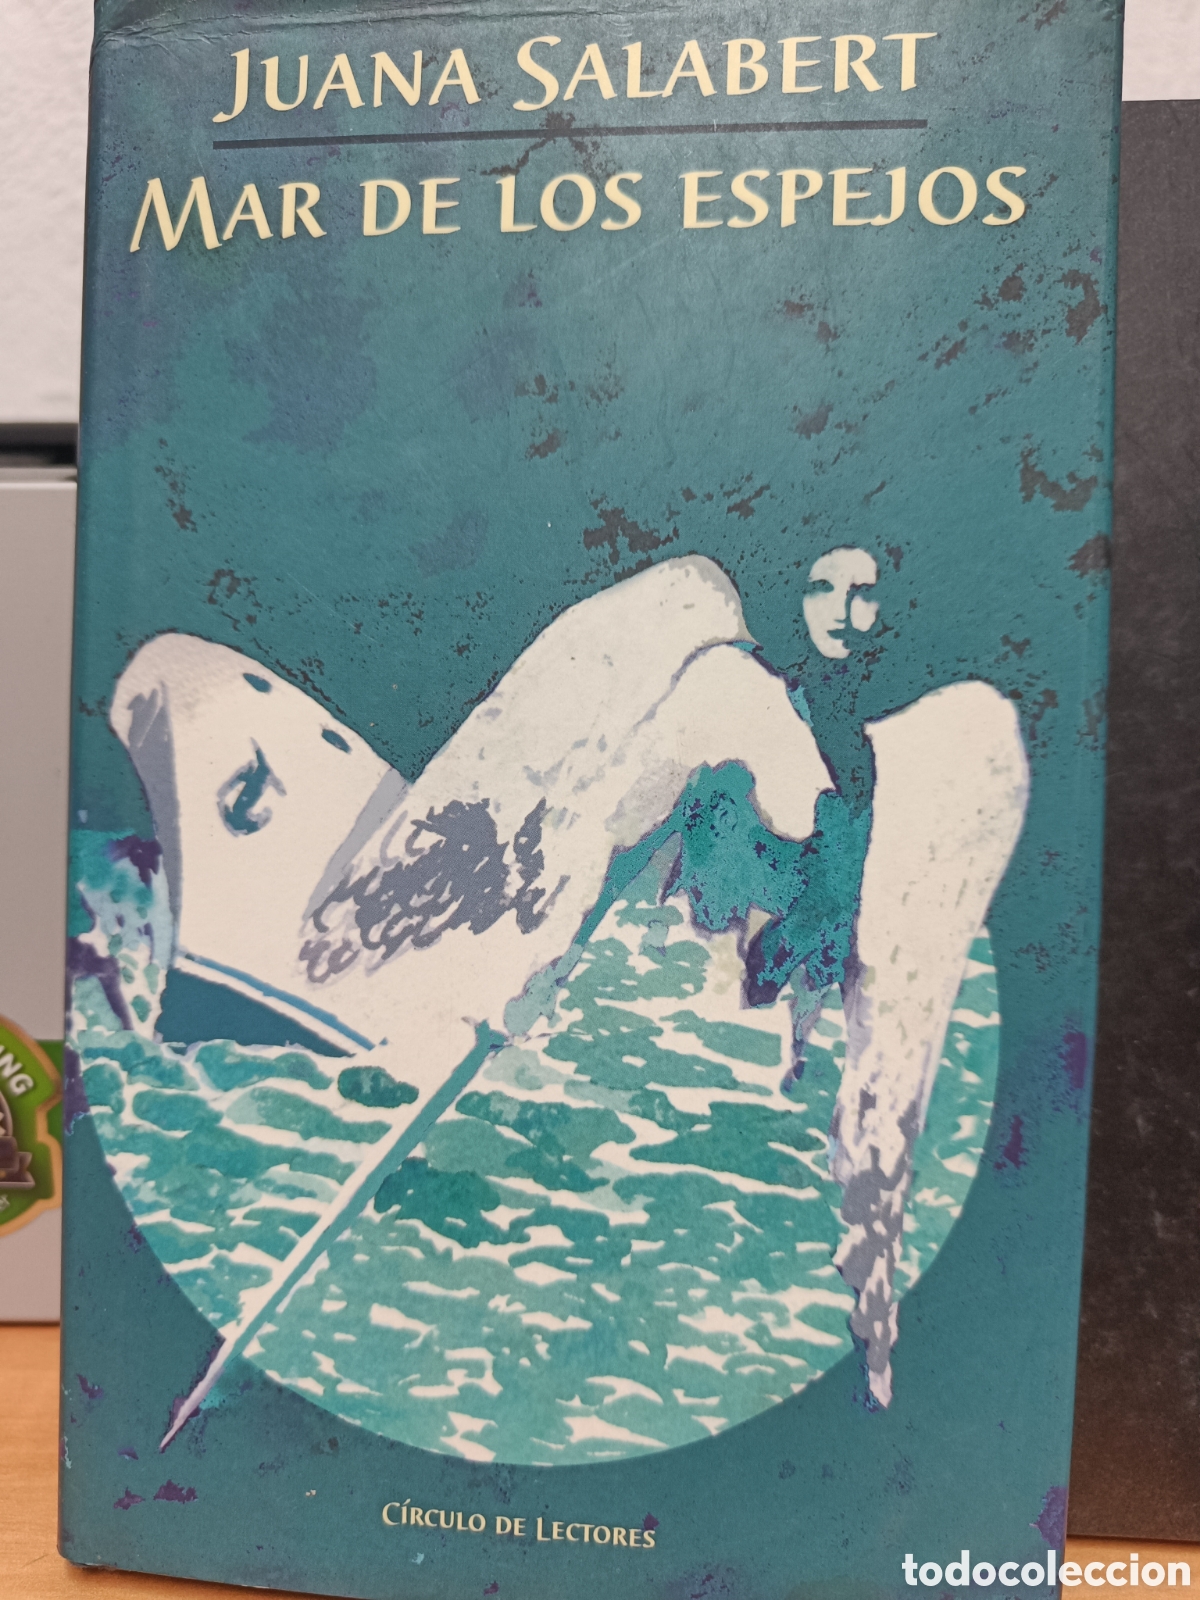 JUANA SALABERT
MAR DE LOS ESPEJOS
CÍRCULO DE LECTORES
todocoleccion